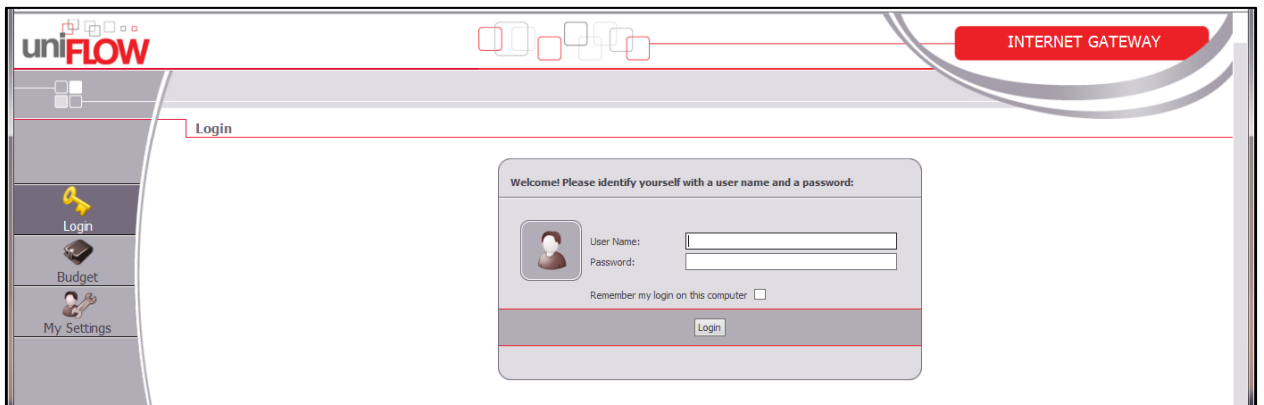 uniFLOW
INTERNET GATEWAY
Login
Welcome! Please identify yourself with a user name and a password:
Login
User Name:
Password:
Budget
Remember my login on this computer
My Settings
Login